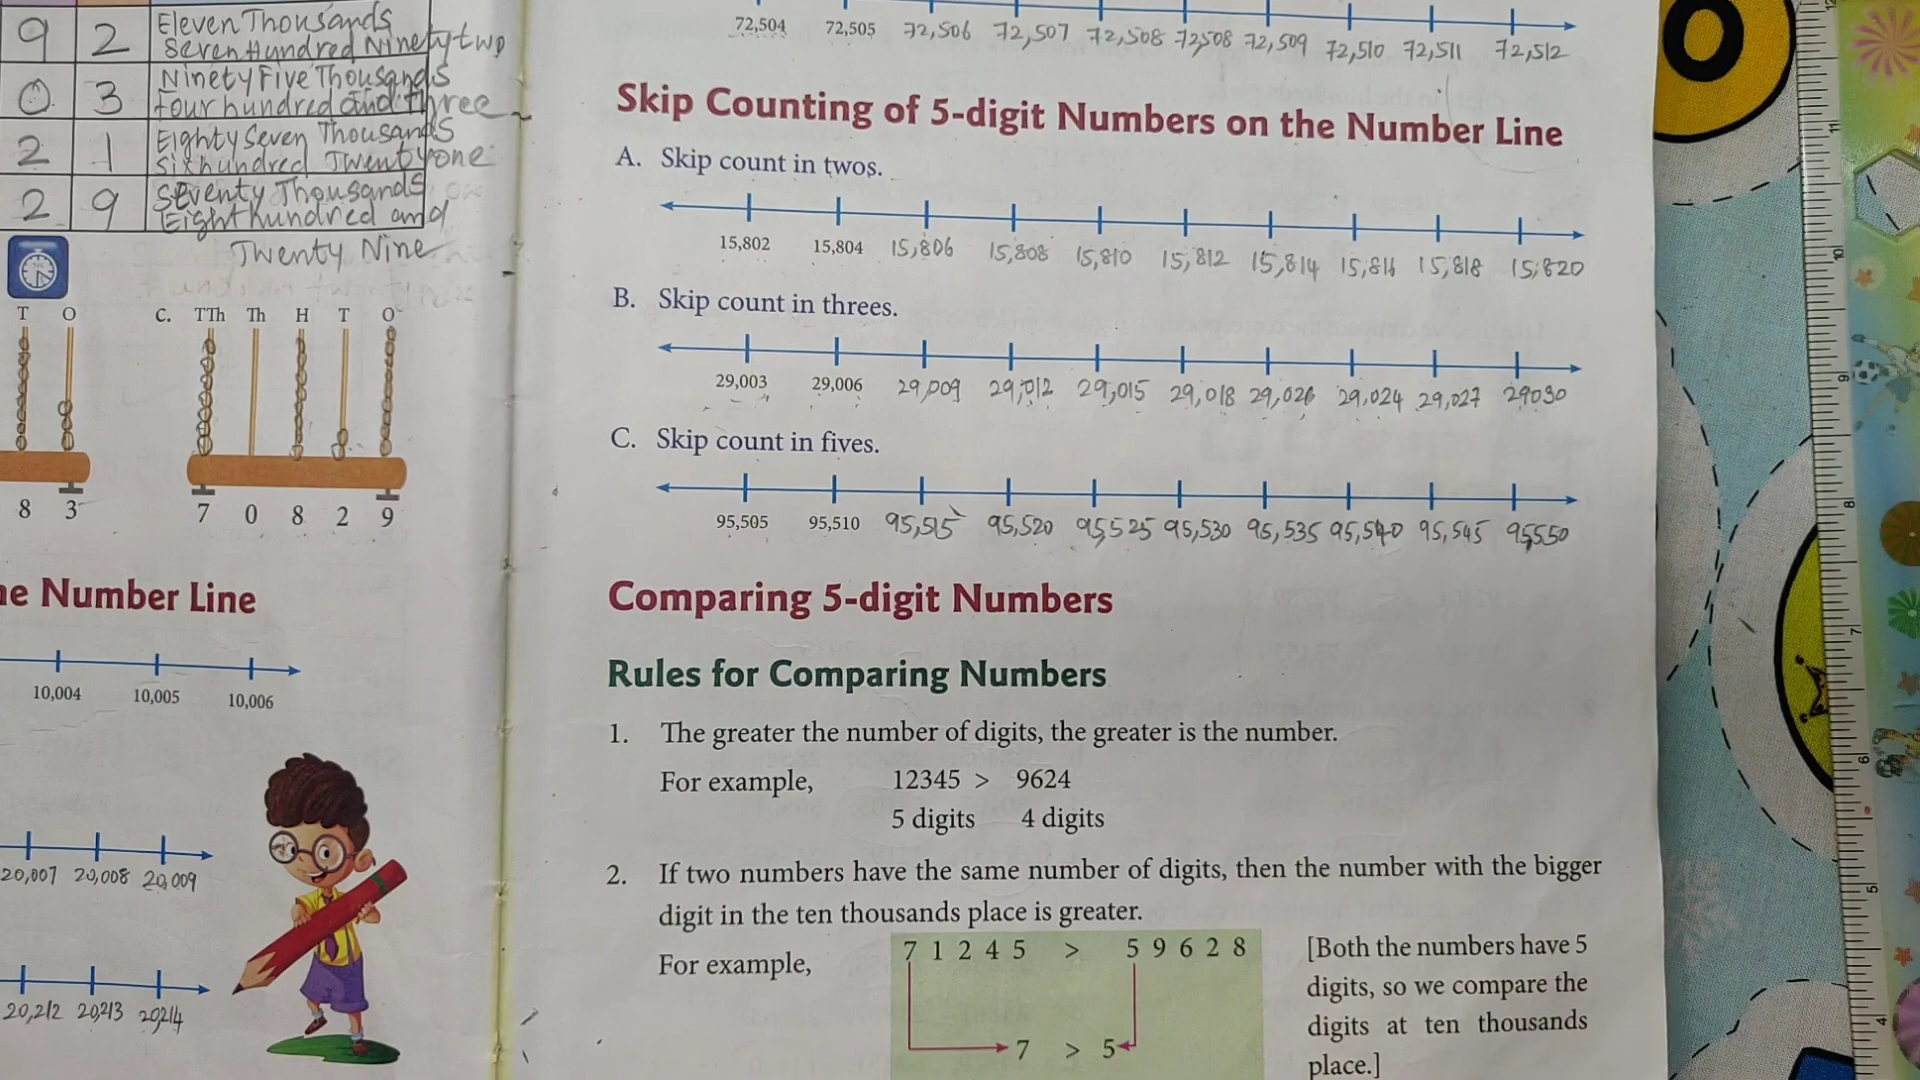 9 2 Eleven Thousands
Seven Hundred Ninety two
0 3 Ninety Five Thousands
four hundred and Three
2 1 Eighty Seven Thousands
six hundred Twenty one
2 9 Seventy Thousands
Eight hundred and
Twenty Nine
T O
8 3
C. TTh Th H T O
7 0 8 2 9
ne Number Line
10,004 10,005 10,006
20,007 20,008 20,009
20,212 20,213 20,214
72,504 72,505 72,506 72,507 72,508 72,508 72,509 72,510 72,511 72,512
Skip Counting of 5-digit Numbers on the Number Line
A. Skip count in twos.
15,802 15,804 15,806 15,808 15,810 15,812 15,814 15,816 15,818 15,820
B. Skip count in threes.
29,003 29,006 29,009 29,012 29,015 29,018 29,024 29,027 29030
C. Skip count in fives.
95,505 95,510 95,515 95,520 95,525 95,530 95,535 95,540 95,545 95,550
Comparing 5-digit Numbers
Rules for Comparing Numbers
1. The greater the number of digits, the greater is the number.
For example, 12345 > 9624
5 digits 4 digits
2. If two numbers have the same number of digits, then the number with the bigger
digit in the ten thousands place is greater.
For example, 7 1 2 4 5 > 5 9 6 2 8
7 > 5
[Both the numbers have 5
digits, so we compare the
digits at ten thousands
place.]
11
10
9
8
7
6
5
4